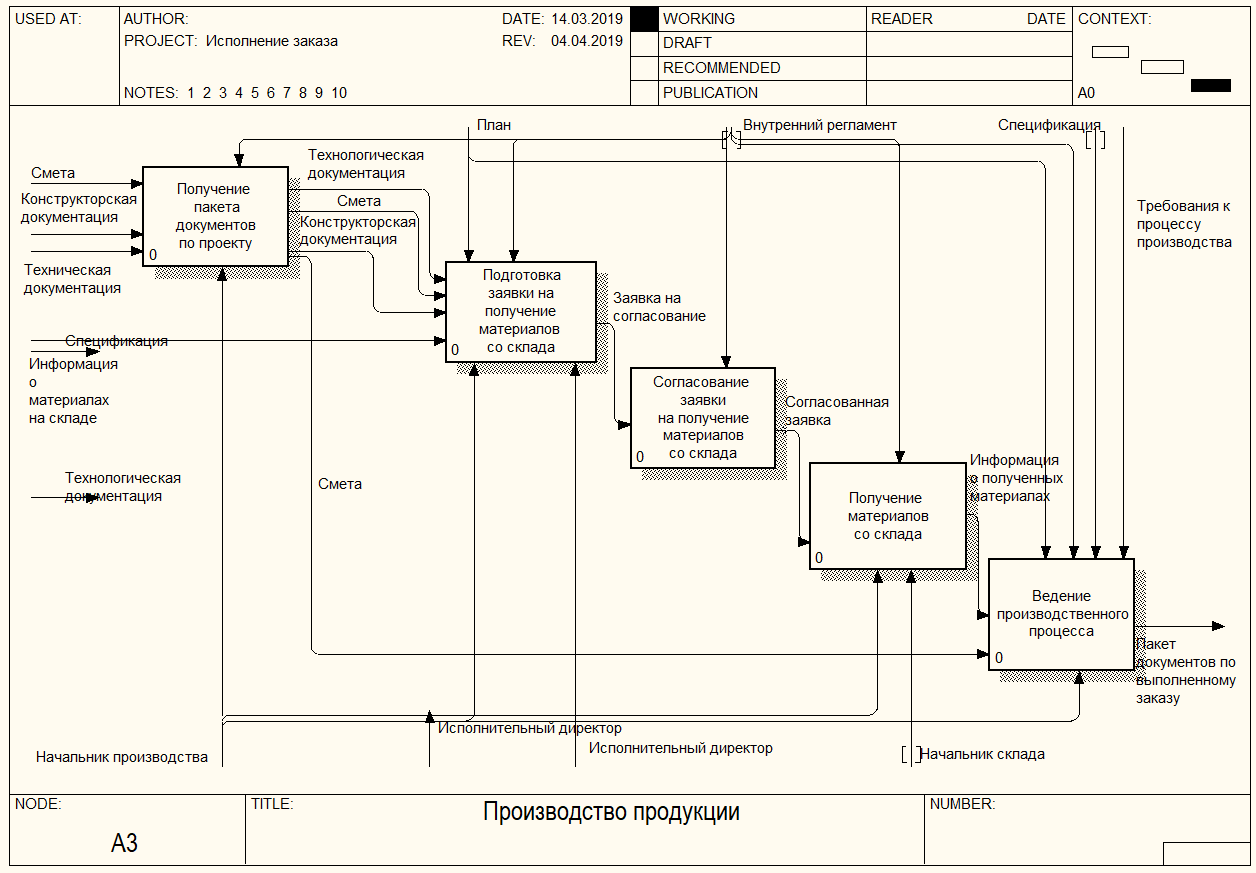 USED AT:
AUTHOR:
DATE: 14.03.2019
PROJECT: Исполнение заказа
REV: 04.04.2019
NOTES: 1 2 3 4 5 6 7 8 9 10
WORKING
DRAFT
RECOMMENDED
PUBLICATION
READER
DATE
CONTEXT:
A0
План
Внутренний регламент
Спецификация
Требования к
процессу
производства
Смета
Конструкторская
документация
Техническая
документация
Получение
пакета
документов
по проекту
0
Технологическая
документация
Смета
Конструкторская
документация
Спецификация
Информация
о
материалах
на складе
Подготовка
заявки на
получение
материалов
со склада
0
Заявка на
согласование
Согласование
заявки
на получение
материалов
со склада
0
Согласованная
заявка
Технологическая
документация
Смета
Получение
материалов
со склада
0
Информация
о полученных
материалах
Ведение
производственного
процесса
0
Пакет
документов по
выполненному
заказу
Начальник производства
Исполнительный директор
Исполнительный директор
Начальник склада
NODE:
A3
TITLE:
Производство продукции
NUMBER: